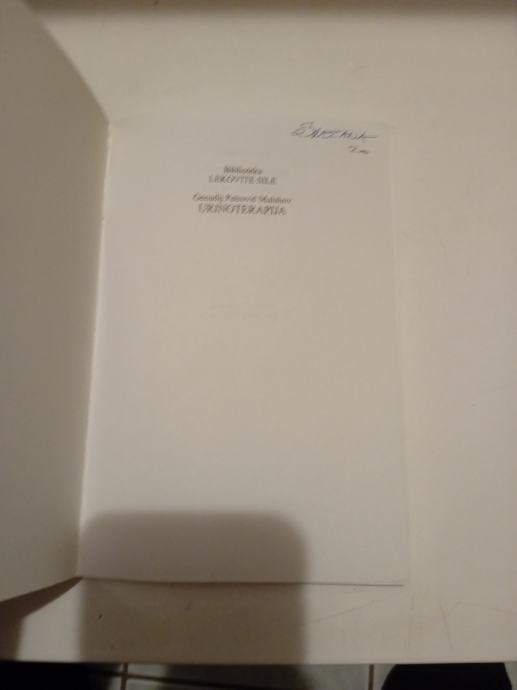 Biblioteka
LEKOVITE SILE
Genadij Petrovič Malahov
URINOTERAPIJA